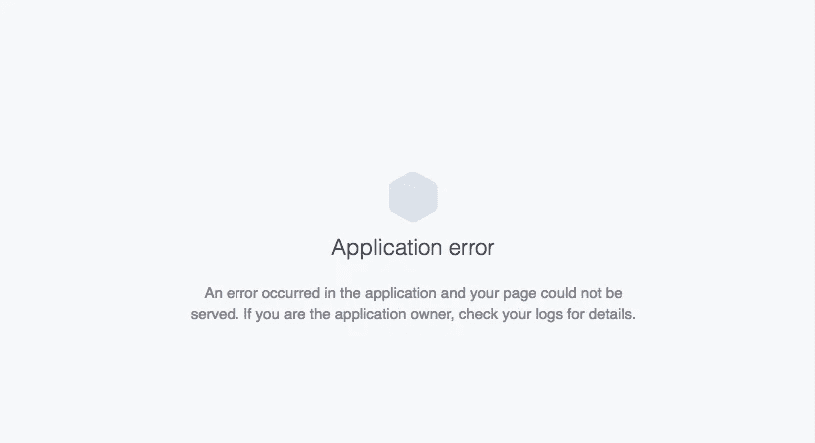 Application error
An error occurred in the application and your page could not be
served. If you are the application owner, check your logs for details.